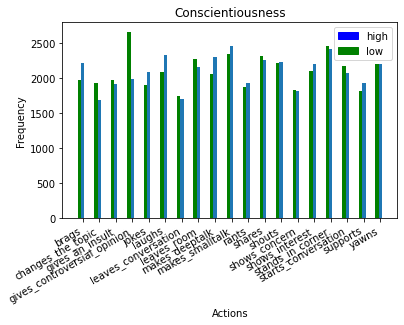 Conscientiousness
high
low
Frequency
2500
2000
1500
1000
500
0
brags
changes_the_topic
gives_an_insult
gives_controversial_opinion
jokes
laughs
leaves_conversation
leaves_room
makes_deeptalk
makes_smalltalk
rants
shares
shouts
shows_concern
shows_interest
stands_in_corner
starts_conversation
supports
yawns
Actions